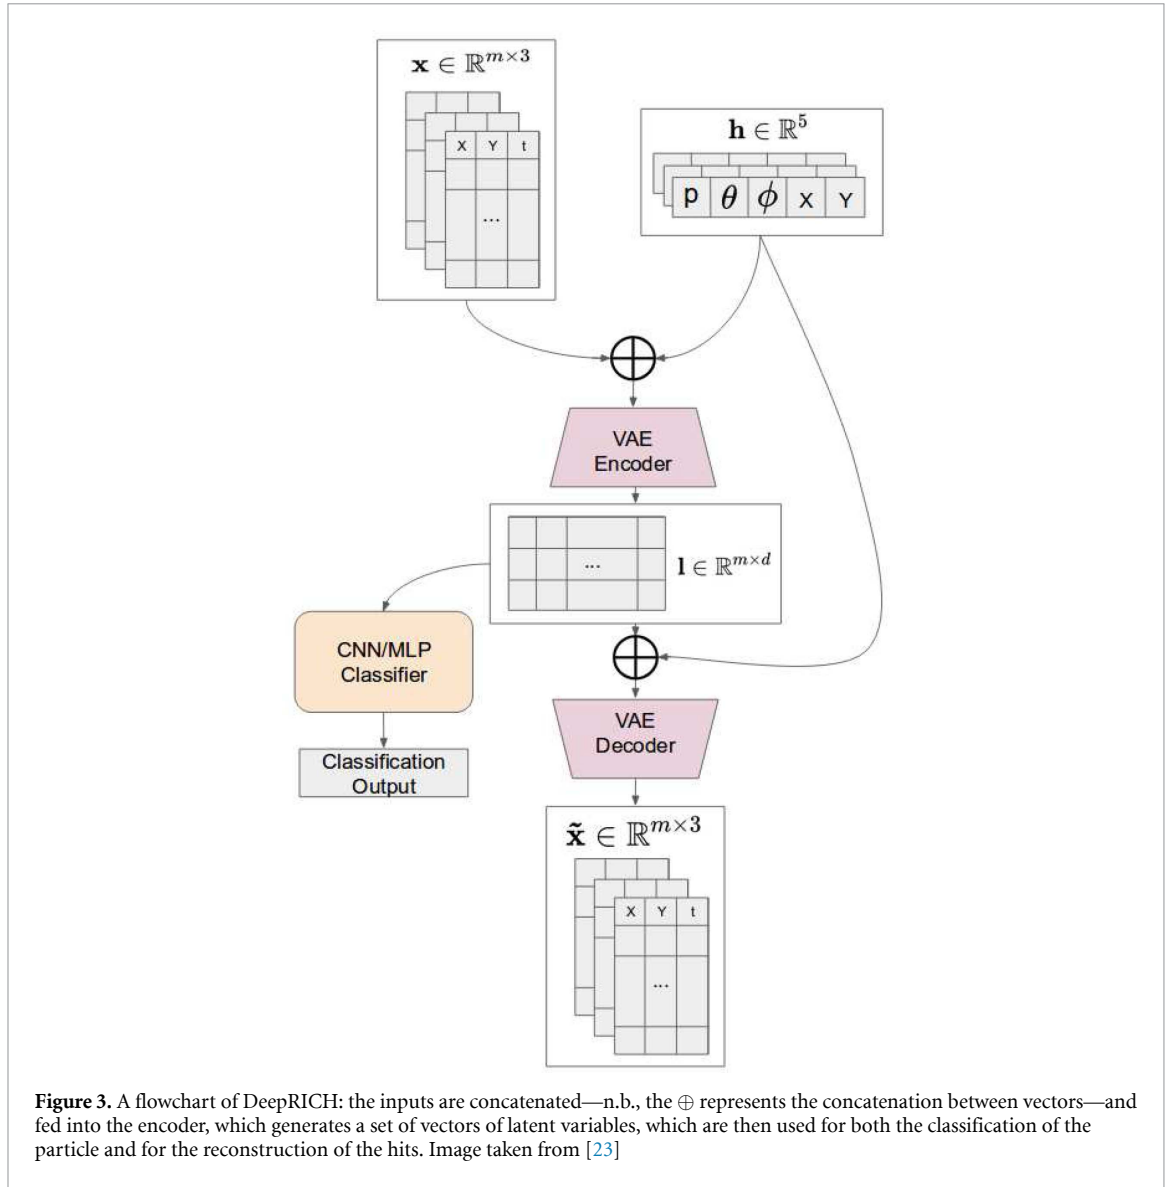 x ∈ ℝ^{m×3}
X Y t
...
h ∈ ℝ^5
p θ ϕ X Y
VAE
Encoder
...
l ∈ ℝ^{m×d}
CNN/MLP
Classifier
Classification
Output
VAE
Decoder
x̃ ∈ ℝ^{m×3}
X Y t
...
Figure 3. A flowchart of DeepRICH: the inputs are concatenated—n.b., the ⊕ represents the concatenation between vectors—and
fed into the encoder, which generates a set of vectors of latent variables, which are then used for both the classification of the
particle and for the reconstruction of the hits. Image taken from [23]